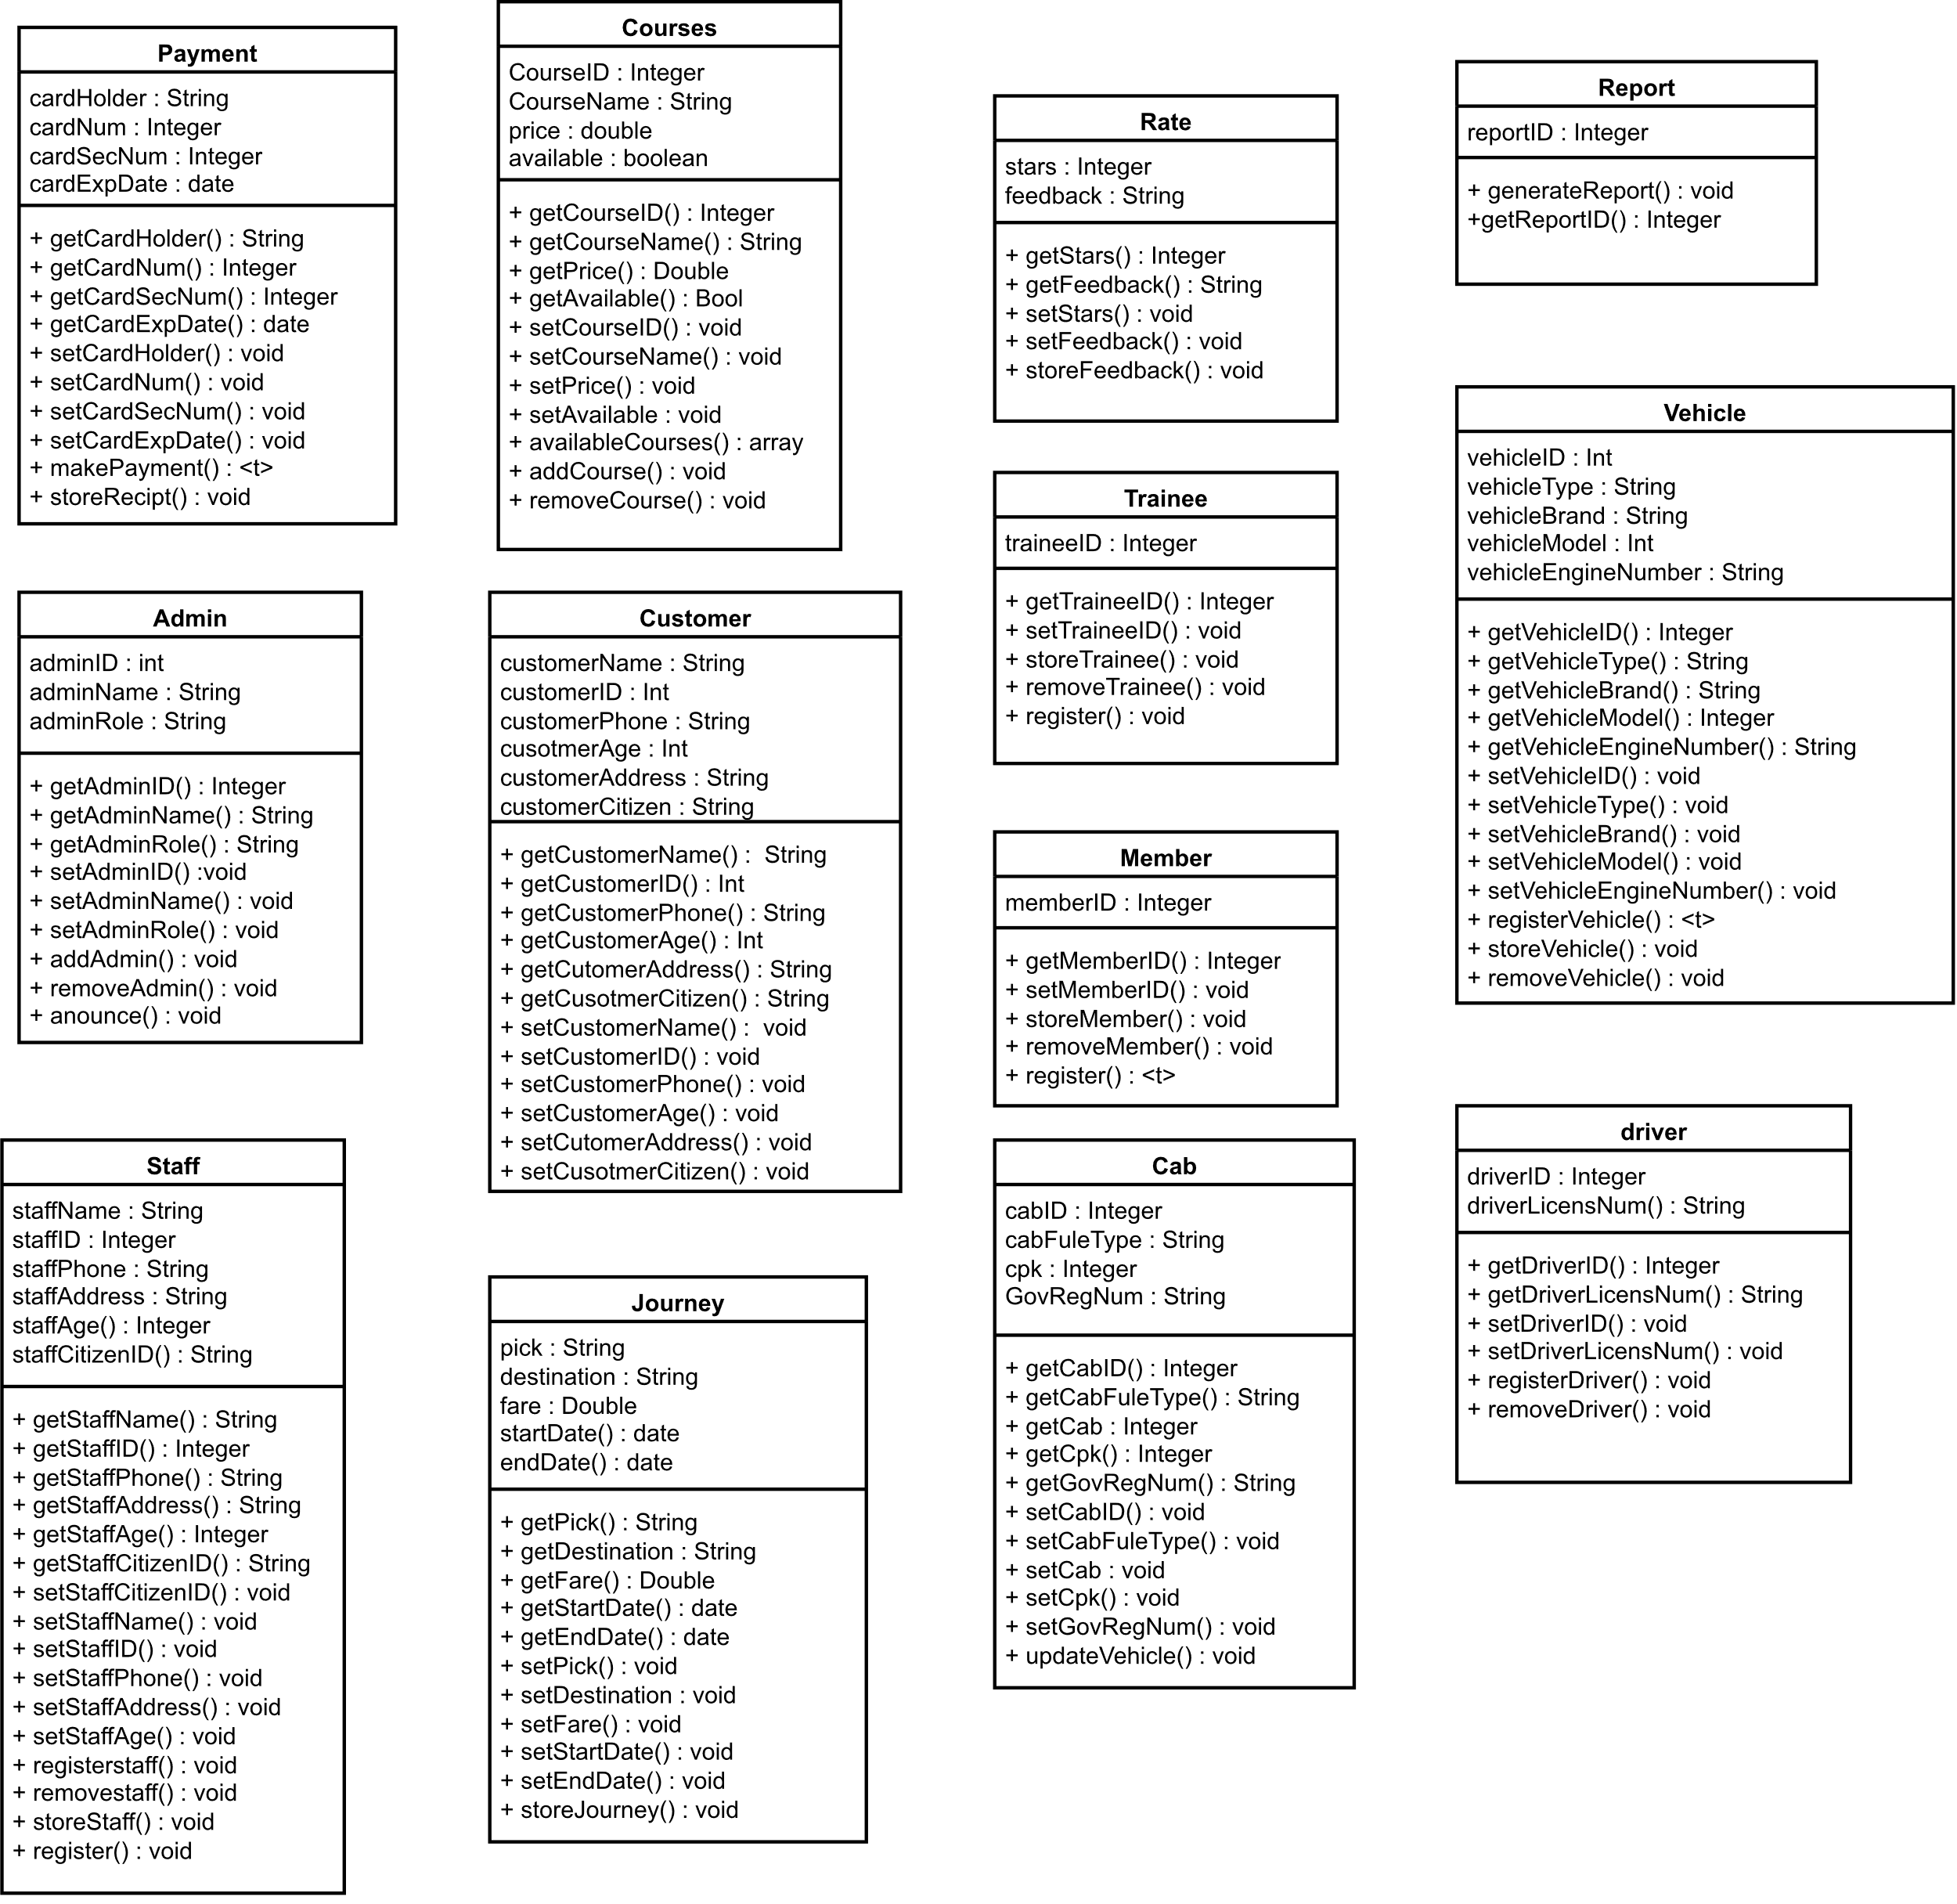 Payment
cardHolder : String
cardNum : Integer
cardSecNum : Integer
cardExpDate : date
+ getCardHolder() : String
+ getCardNum() : Integer
+ getCardSecNum() : Integer
+ getCardExpDate() : date
+ setCardHolder() : void
+ setCardNum() : void
+ setCardSecNum() : void
+ setCardExpDate() : void
+ makePayment() : <t>
+ storeRecipt() : void
Courses
CourseID : Integer
CourseName : String
price : double
available : boolean
+ getCourseID() : Integer
+ getCourseName() : String
+ getPrice() : Double
+ getAvailable() : Bool
+ setCourseID() : void
+ setCourseName() : void
+ setPrice() : void
+ setAvailable : void
+ availableCourses() : array
+ addCourse() : void
+ removeCourse() : void
Rate
stars : Integer
feedback : String
+ getStars() : Integer
+ getFeedback() : String
+ setStars() : void
+ setFeedback() : void
+ storeFeedback() : void
Report
reportID : Integer
+ generateReport() : void
+getReportID() : Integer
Trainee
traineeID : Integer
+ getTraineeID() : Integer
+ setTraineeID() : void
+ storeTrainee() : void
+ removeTrainee() : void
+ register() : void
Vehicle
vehicleID : Int
vehicleType : String
vehicleBrand : String
vehicleModel : Int
vehicleEngineNumber : String
+ getVehicleID() : Integer
+ getVehicleType() : String
+ getVehicleBrand() : String
+ getVehicleModel() : Integer
+ getVehicleEngineNumber() : String
+ setVehicleID() : void
+ setVehicleType() : void
+ setVehicleBrand() : void
+ setVehicleModel() : void
+ setVehicleEngineNumber() : void
+ registerVehicle() : <t>
+ storeVehicle() : void
+ removeVehicle() : void
Admin
adminID : int
adminName : String
adminRole : String
+ getAdminID() : Integer
+ getAdminName() : String
+ getAdminRole() : String
+ setAdminID() :void
+ setAdminName() : void
+ setAdminRole() : void
+ addAdmin() : void
+ removeAdmin() : void
+ anounce() : void
Customer
customerName : String
customerID : Int
customerPhone : String
cusotmerAge : Int
customerAddress : String
customerCitizen : String
+ getCustomerName() :  String
+ getCustomerID() : Int
+ getCustomerPhone() : String
+ getCustomerAge() : Int
+ getCutomerAddress() : String
+ getCusotmerCitizen() : String
+ setCustomerName() :  void
+ setCustomerID() : void
+ setCustomerPhone() : void
+ setCustomerAge() : void
+ setCutomerAddress() : void
+ setCusotmerCitizen() : void
Member
memberID : Integer
+ getMemberID() : Integer
+ setMemberID() : void
+ storeMember() : void
+ removeMember() : void
+ register() : <t>
Staff
staffName : String
staffID : Integer
staffPhone : String
staffAddress : String
staffAge() : Integer
staffCitizenID() : String
+ getStaffName() : String
+ getStaffID() : Integer
+ getStaffPhone() : String
+ getStaffAddress() : String
+ getStaffAge() : Integer
+ getStaffCitizenID() : String
+ setStaffCitizenID() : void
+ setStaffName() : void
+ setStaffID() : void
+ setStaffPhone() : void
+ setStaffAddress() : void
+ setStaffAge() : void
+ registerstaff() : void
+ removestaff() : void
+ storeStaff() : void
+ register() : void
Journey
pick : String
destination : String
fare : Double
startDate() : date
endDate() : date
+ getPick() : String
+ getDestination : String
+ getFare() : Double
+ getStartDate() : date
+ getEndDate() : date
+ setPick() : void
+ setDestination : void
+ setFare() : void
+ setStartDate() : void
+ setEndDate() : void
+ storeJourney() : void
Cab
cabID : Integer
cabFuleType : String
cpk : Integer
GovRegNum : String
+ getCabID() : Integer
+ getCabFuleType() : String
+ getCab : Integer
+ getCpk() : Integer
+ getGovRegNum() : String
+ setCabID() : void
+ setCabFuleType() : void
+ setCab : void
+ setCpk() : void
+ setGovRegNum() : void
+ updateVehicle() : void
driver
driverID : Integer
driverLicensNum() : String
+ getDriverID() : Integer
+ getDriverLicensNum() : String
+ setDriverID() : void
+ setDriverLicensNum() : void
+ registerDriver() : void
+ removeDriver() : void